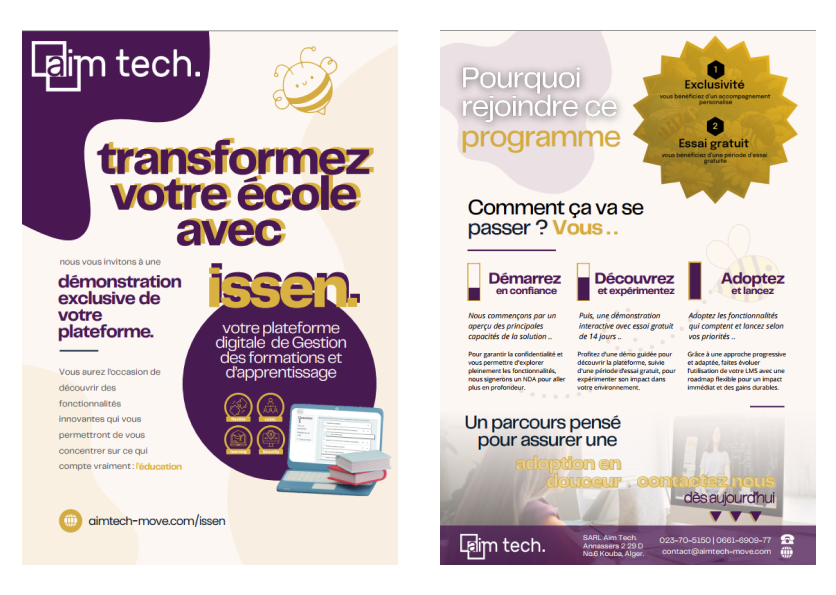 aim tech.
transformez
votre école
avec
issen.
nous vous invitons à une
démonstration
exclusive de
votre
plateforme.
Vous aurez l'occasion de
découvrir des
fonctionnalités
innovantes qui vous
permettront de vous
concentrer sur ce qui
compte vraiment : l'éducation
votre plateforme
digitale de Gestion
des formations et
d'apprentissage
aimtech-move.com/issen
Pourquoi
rejoindre ce
programme
1
Exclusivité
vous bénéficiez d'un accompagnement
personalisé
2
Essai gratuit
vous bénéficiez d'une période d'essai
gratuite
Comment ça va se
passer ? Vous ..
Démarrez
en confiance
Nous commençons par un
aperçu des principales
capacités de la solution ..
Pour garantir la confidentialité et
vous permettre d'explorer
pleinement les fonctionnalités,
nous signerons un NDA pour aller
plus en profondeur.
Découvrez
et expérimentez
Puis, une démonstration
interactive avec essai gratuit
de 14 jours ..
Profitez d'une démo guidée pour
découvrir la plateforme, suivie
d'une période d'essai gratuit, pour
expérimenter son impact dans
votre environnement.
Adoptez
et lancez
Adoptez les fonctionnalités
qui comptent et lancez selon
vos priorités ..
Grâce à une approche progressive
et adaptée, faites évoluer
l'utilisation de votre LMS avec une
roadmap flexible pour un impact
immédiat et des gains durables.
Un parcours pensé
pour assurer une
adoption en
douceur . contactez nous
dès aujourd'hui
aim tech.
SARL Aim Tech.
Annassers 2 29 D
No.6 Kouba, Alger.
023-70-5150 | 0661-6909-77
contact@aimtech-move.com